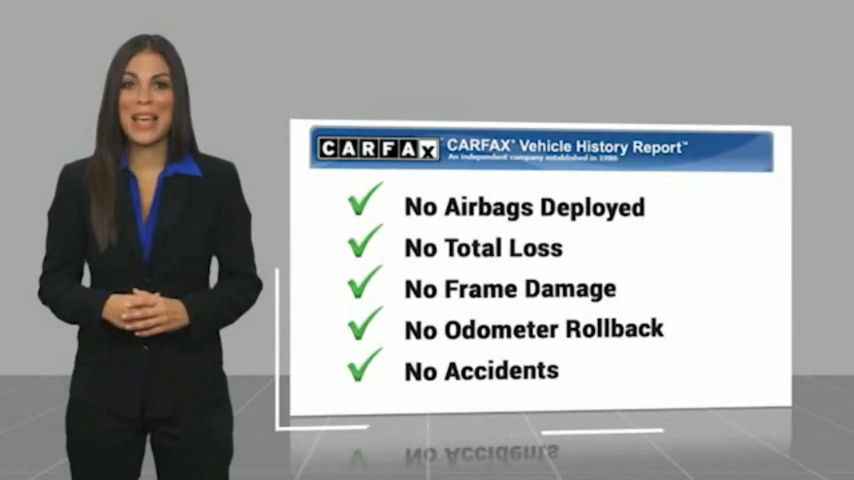 CARFAX CARFAX® Vehicle History Report™
An independent company established in 1986
No Airbags Deployed
No Total Loss
No Frame Damage
No Odometer Rollback
No Accidents
No Accidents